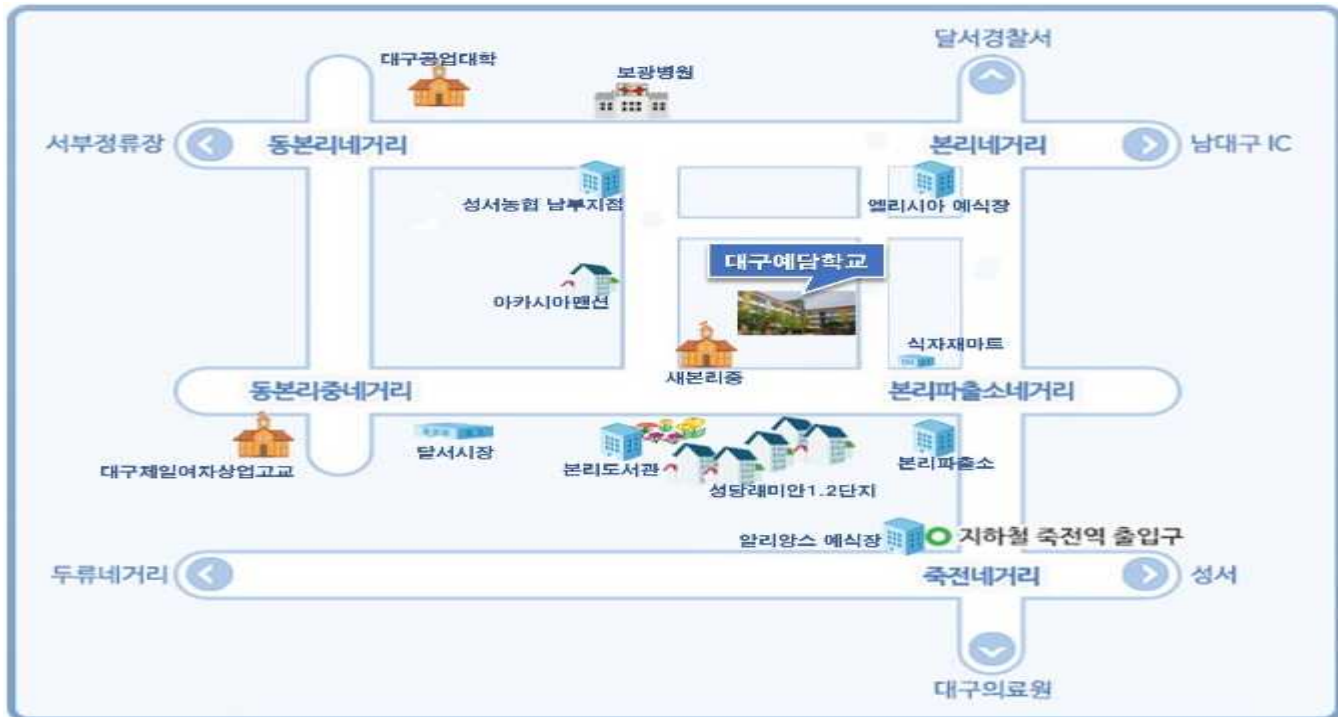 달서경찰서
대구공업대학
보광병원
서부정류장
동본리네거리
본리네거리
남대구 IC
성서농협 남부지점
엘리시아 예식장
대구예담학교
아카시아맨션
식자재마트
새본리중
동본리중네거리
본리파출소네거리
대구제일여자상업고교
달서시장
본리도서관
본리파출소
성당래미안1.2단지
알리앙스 예식장
지하철 죽전역 출입구
두류네거리
죽전네거리
성서
대구의료원